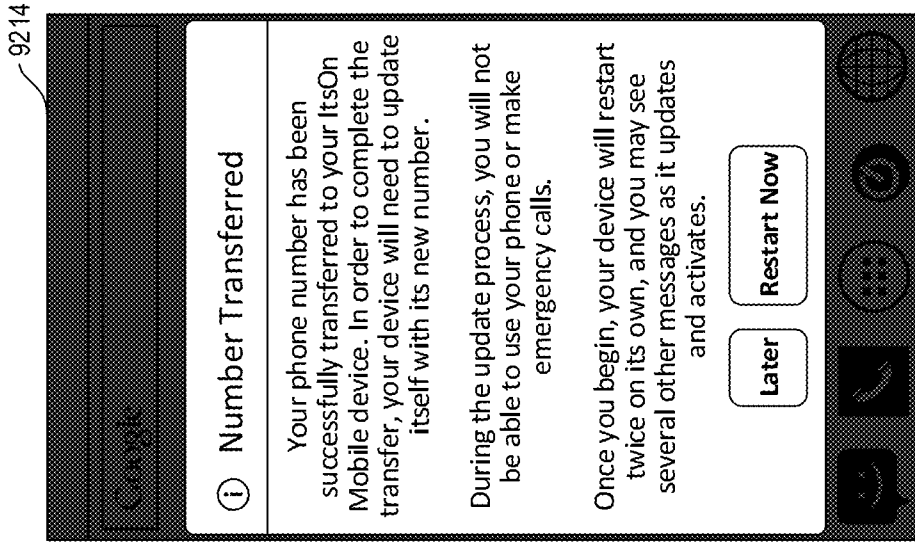 9214
Google
Number Transferred
Your phone number has been
successfully transferred to your ItsOn
Mobile device. In order to complete the
transfer, your device will need to update
itself with its new number.
During the update process, you will not
be able to use your phone or make
emergency calls.
Once you begin, your device will restart
twice on its own, and you may see
several other messages as it updates
and activates.
Later
Restart Now